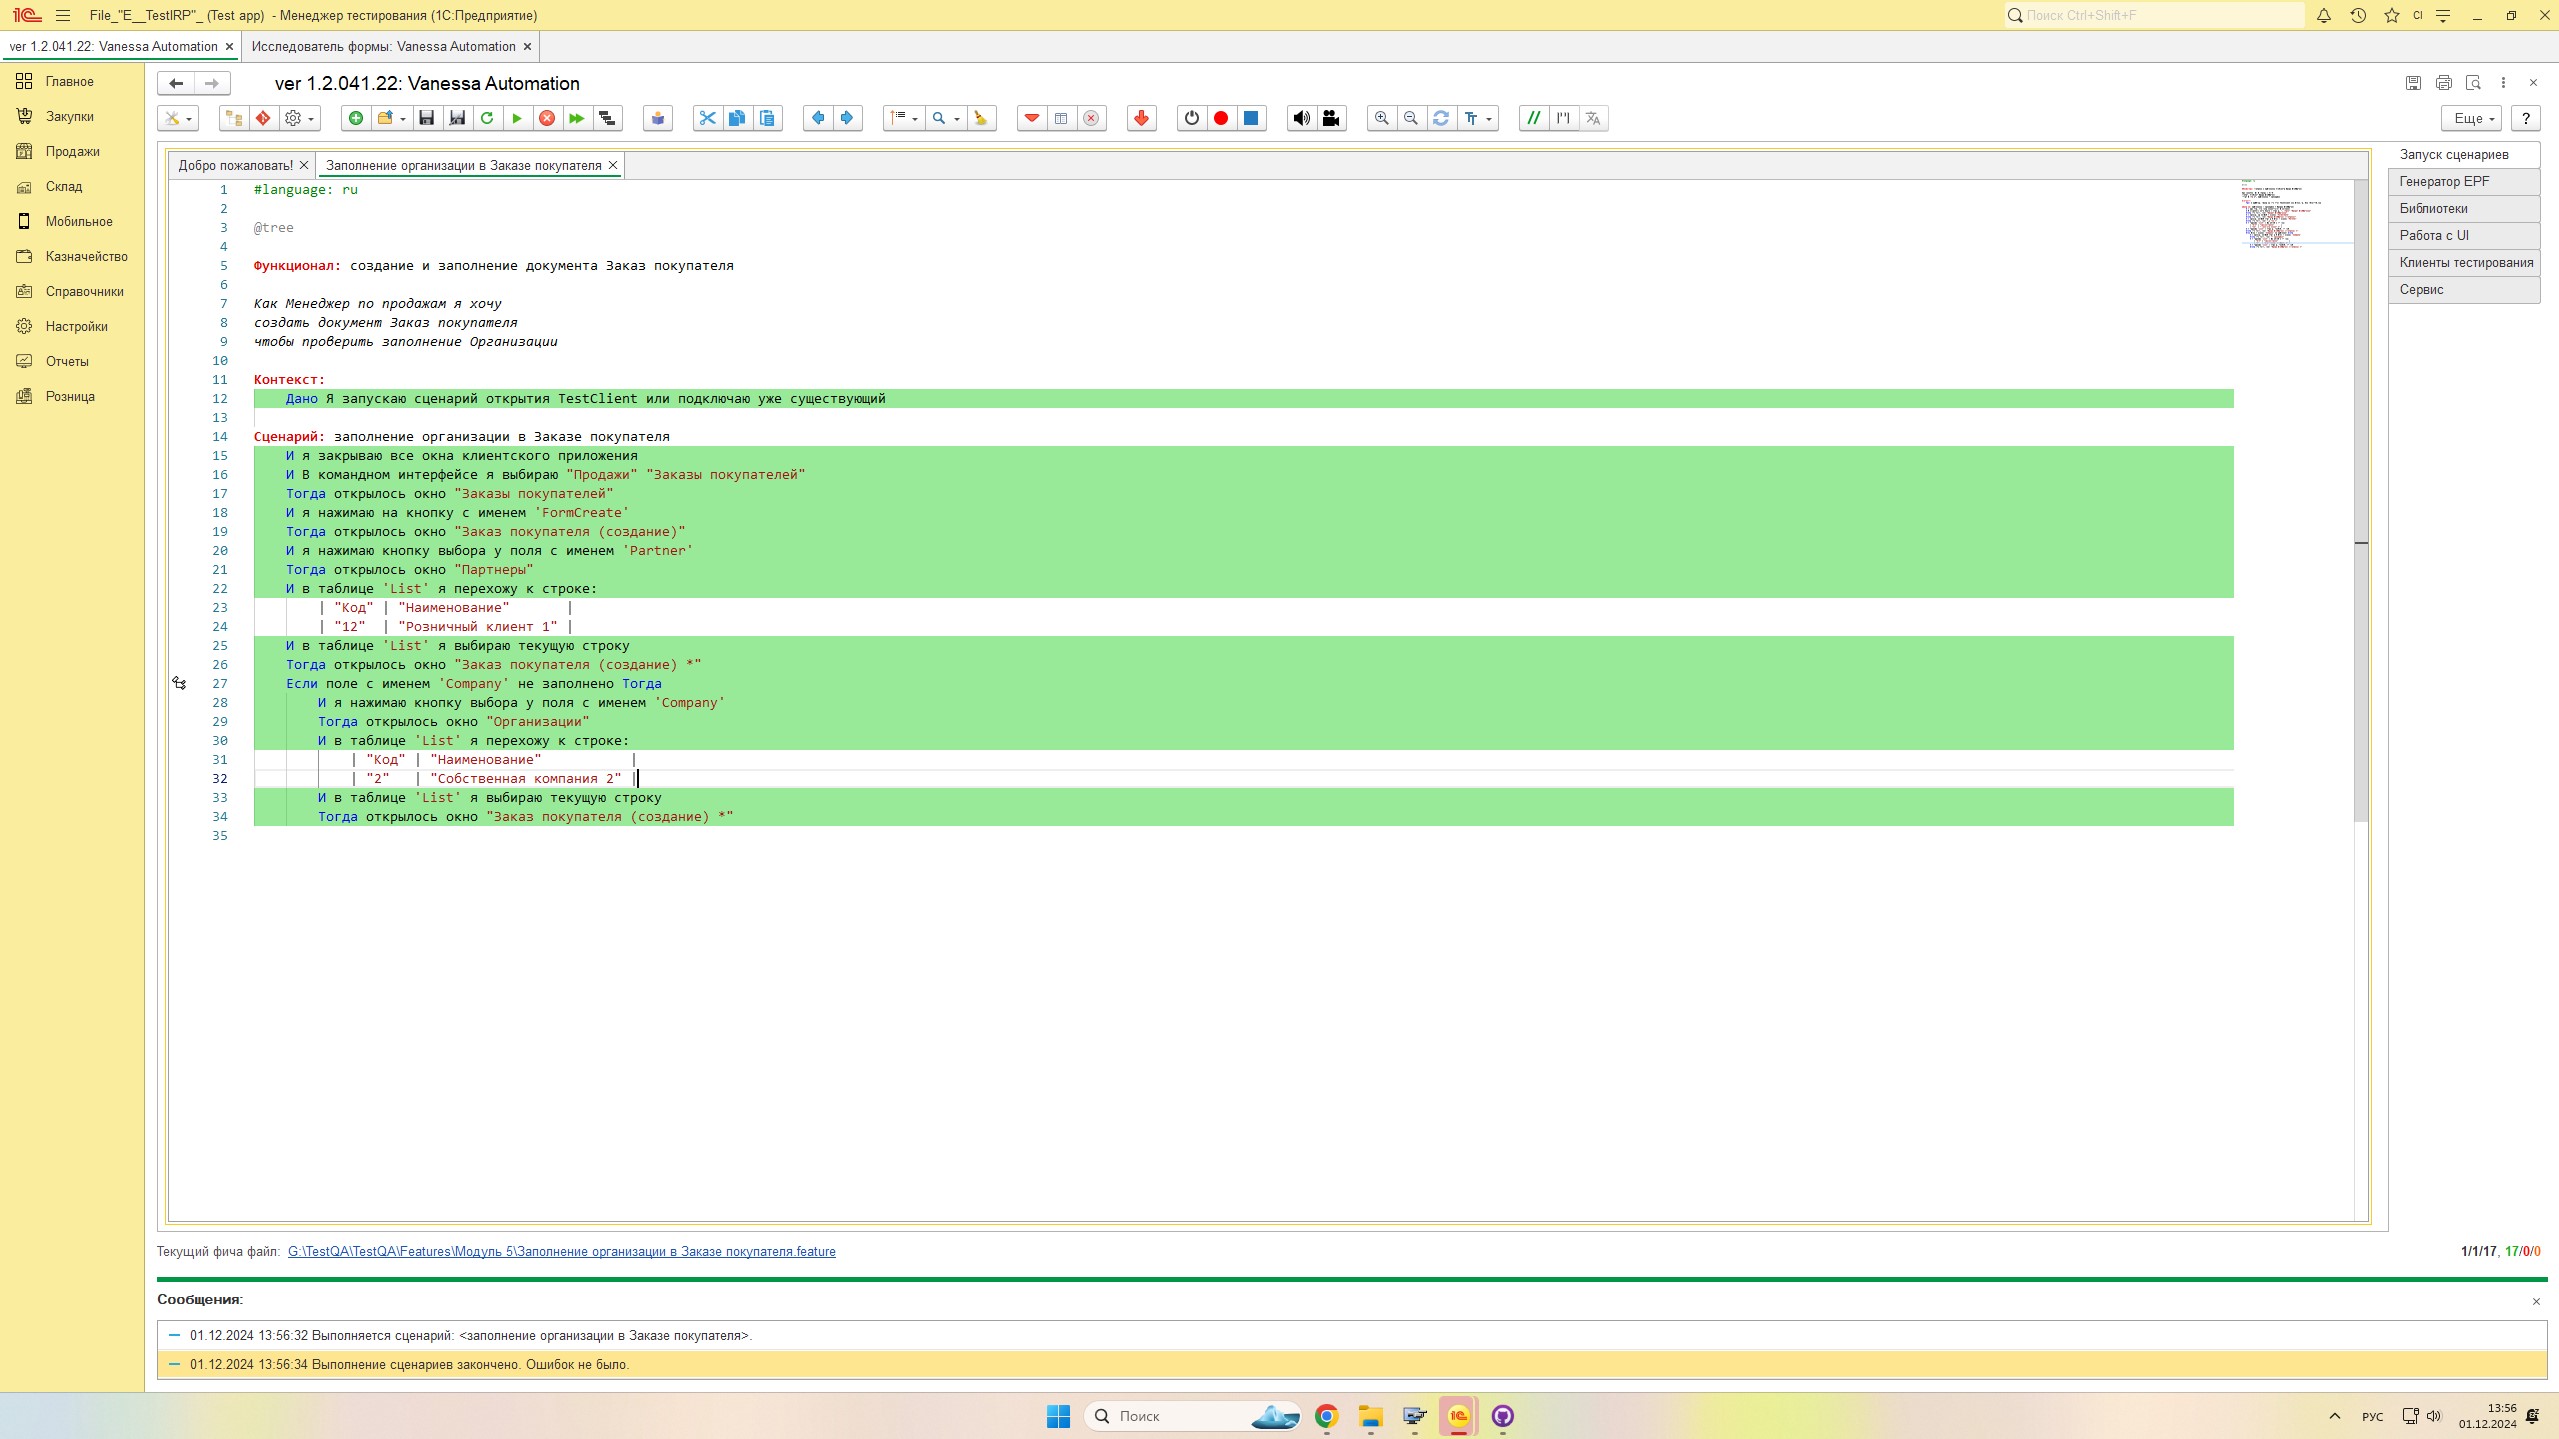 File_"E__TestIRP"_ (Test app) - Менеджер тестирования (1С:Предприятие)
Поиск Ctrl+Shift+F
CI
ver 1.2.041.22: Vanessa Automation
Исследователь формы: Vanessa Automation
Главное
Закупки
Продажи
Склад
Мобильное
Казначейство
Справочники
Настройки
Отчеты
Розница
ver 1.2.041.22: Vanessa Automation
Еще
?
Добро пожаловать!
Заполнение организации в Заказе покупателя
Запуск сценариев
Генератор EPF
Библиотеки
Работа с UI
Клиенты тестирования
Сервис
1 #language: ru
2
3 @tree
4
5 Функционал: создание и заполнение документа Заказ покупателя
6
7 Как Менеджер по продажам я хочу
8 создать документ Заказ покупателя
9 чтобы проверить заполнение Организации
10
11 Контекст:
12 Дано Я запускаю сценарий открытия TestClient или подключаю уже существующий
13
14 Сценарий: заполнение организации в Заказе покупателя
15 И я закрываю все окна клиентского приложения
16 И В командном интерфейсе я выбираю "Продажи" "Заказы покупателей"
17 Тогда открылось окно "Заказы покупателей"
18 И я нажимаю на кнопку с именем 'FormCreate'
19 Тогда открылось окно "Заказ покупателя (создание)"
20 И я нажимаю кнопку выбора у поля с именем 'Partner'
21 Тогда открылось окно "Партнеры"
22 И в таблице 'List' я перехожу к строке:
23 | "Код" | "Наименование" |
24 | "12" | "Розничный клиент 1" |
25 И в таблице 'List' я выбираю текущую строку
26 Тогда открылось окно "Заказ покупателя (создание) *"
27 Если поле с именем 'Company' не заполнено Тогда
28 И я нажимаю кнопку выбора у поля с именем 'Company'
29 Тогда открылось окно "Организации"
30 И в таблице 'List' я перехожу к строке:
31 | "Код" | "Наименование" |
32 | "2" | "Собственная компания 2" |
33 И в таблице 'List' я выбираю текущую строку
34 Тогда открылось окно "Заказ покупателя (создание) *"
35
Текущий фича файл: G:\TestQA\TestQA\Features\Модуль 5\Заполнение организации в Заказе покупателя.feature
1/1/17, 17/0/0
Сообщения:
01.12.2024 13:56:32 Выполняется сценарий: <заполнение организации в Заказе покупателя>.
01.12.2024 13:56:34 Выполнение сценариев закончено. Ошибок не было.
Поиск
РУС
13:56
01.12.2024